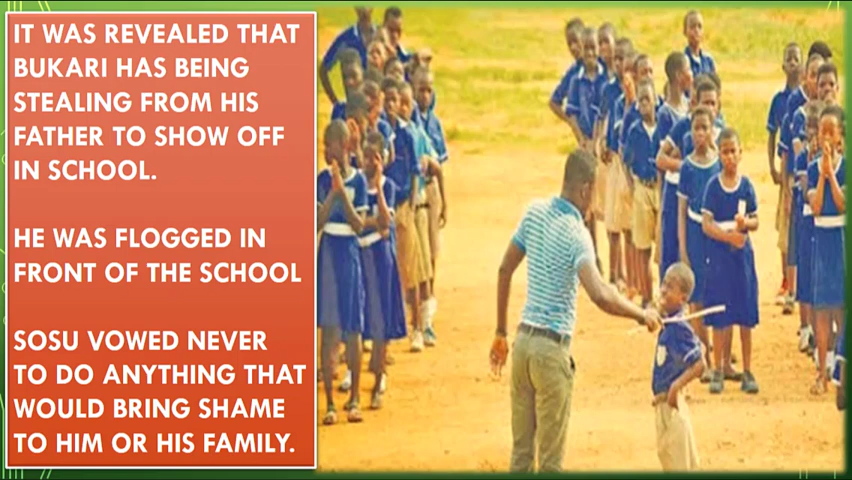 IT WAS REVEALED THAT
BUKARI HAS BEING
STEALING FROM HIS
FATHER TO SHOW OFF
IN SCHOOL.
HE WAS FLOGGED IN
FRONT OF THE SCHOOL
SOSU VOWED NEVER
TO DO ANYTHING THAT
WOULD BRING SHAME
TO HIM OR HIS FAMILY.